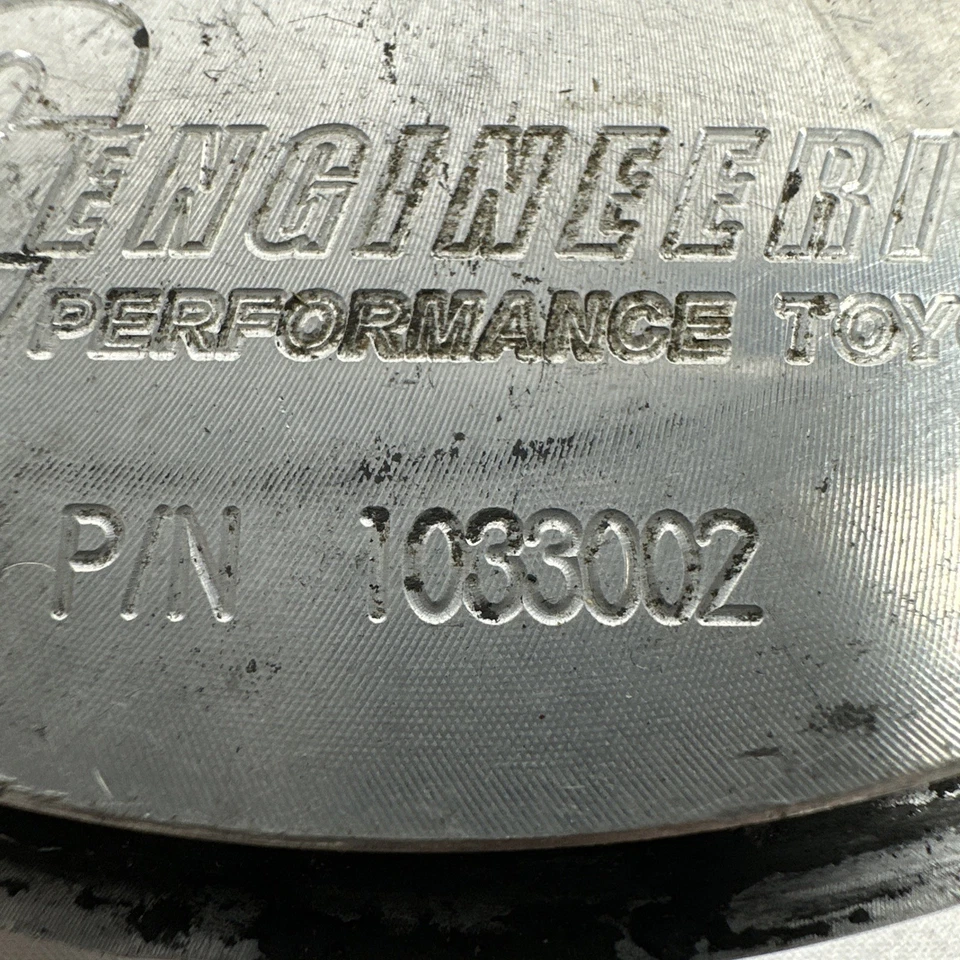 ENGINEERI
PERFORMANCE TOY
P/N 1033002